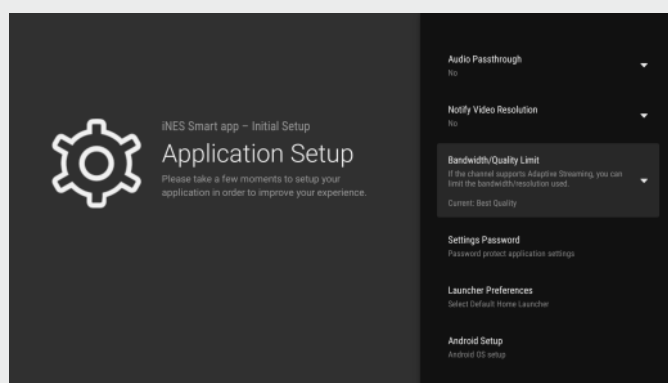 iNES Smart app – Initial Setup
Application Setup
Please take a few moments to setup your
application in order to improve your experience.
Audio Passthrough
No
Notify Video Resolution
No
Bandwidth/Quality Limit
If the channel supports Adaptive Streaming, you can
limit the bandwidth/resolution used.
Current: Best Quality
Settings Password
Password protect application settings
Launcher Preferences
Select Default Home Launcher
Android Setup
Android OS setup